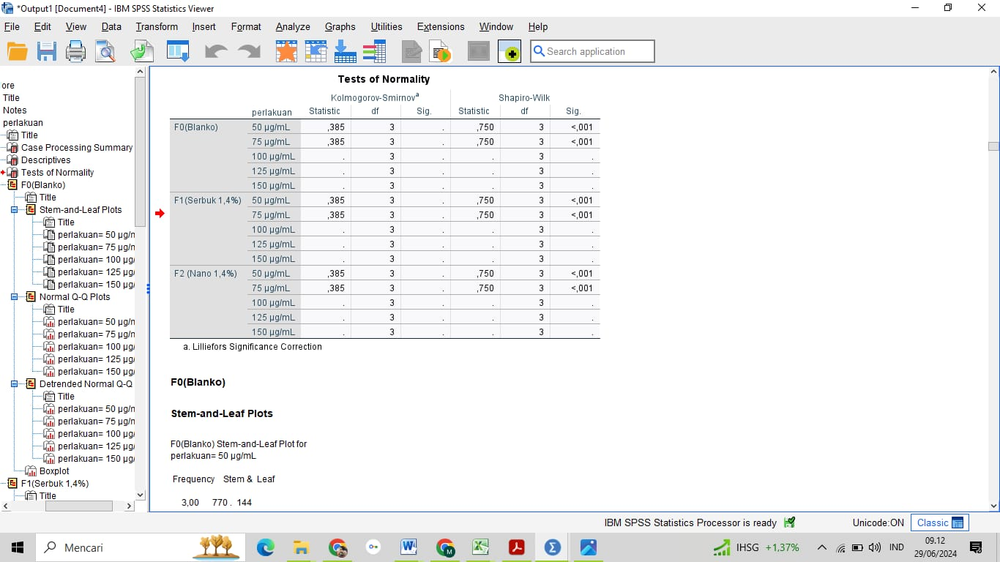 *Output1 [Document4] - IBM SPSS Statistics Viewer
File Edit View Data Transform Insert Format Analyze Graphs Utilities Extensions Window Help
Search application
ore
Title
Notes
perlakuan
Title
Case Processing Summary
Descriptives
Tests of Normality
F0(Blanko)
Title
Stem-and-Leaf Plots
Title
perlakuan= 50 µg/m
perlakuan= 75 µg/m
perlakuan= 100 µg/
perlakuan= 125 µg/
perlakuan= 150 µg/
Normal Q-Q Plots
Title
perlakuan= 50 µg/m
perlakuan= 75 µg/m
perlakuan= 100 µg/
perlakuan= 125 µg/
perlakuan= 150 µg/
Detrended Normal Q-Q
Title
perlakuan= 50 µg/m
perlakuan= 75 µg/m
perlakuan= 100 µg/
perlakuan= 125 µg/
perlakuan= 150 µg/
Boxplot
F1(Serbuk 1,4%)
Title
Tests of Normality
Kolmogorov-Smirnov^a Shapiro-Wilk
perlakuan Statistic df Sig. Statistic df Sig.
F0(Blanko) 50 µg/mL ,385 3 . ,750 3 <,001
75 µg/mL ,385 3 . ,750 3 <,001
100 µg/mL . 3 . . 3 .
125 µg/mL . 3 . . 3 .
150 µg/mL . 3 . . 3 .
F1(Serbuk 1,4%) 50 µg/mL ,385 3 . ,750 3 <,001
75 µg/mL ,385 3 . ,750 3 <,001
100 µg/mL . 3 . . 3 .
125 µg/mL . 3 . . 3 .
150 µg/mL . 3 . . 3 .
F2 (Nano 1,4%) 50 µg/mL ,385 3 . ,750 3 <,001
75 µg/mL ,385 3 . ,750 3 <,001
100 µg/mL . 3 . . 3 .
125 µg/mL . 3 . . 3 .
150 µg/mL . 3 . . 3 .
a. Lilliefors Significance Correction
F0(Blanko)
Stem-and-Leaf Plots
F0(Blanko) Stem-and-Leaf Plot for
perlakuan= 50 µg/mL
Frequency Stem & Leaf
3,00 770 . 144
IBM SPSS Statistics Processor is ready
Unicode:ON Classic
Mencari
IHSG +1,37%
IND
09.12
29/06/2024